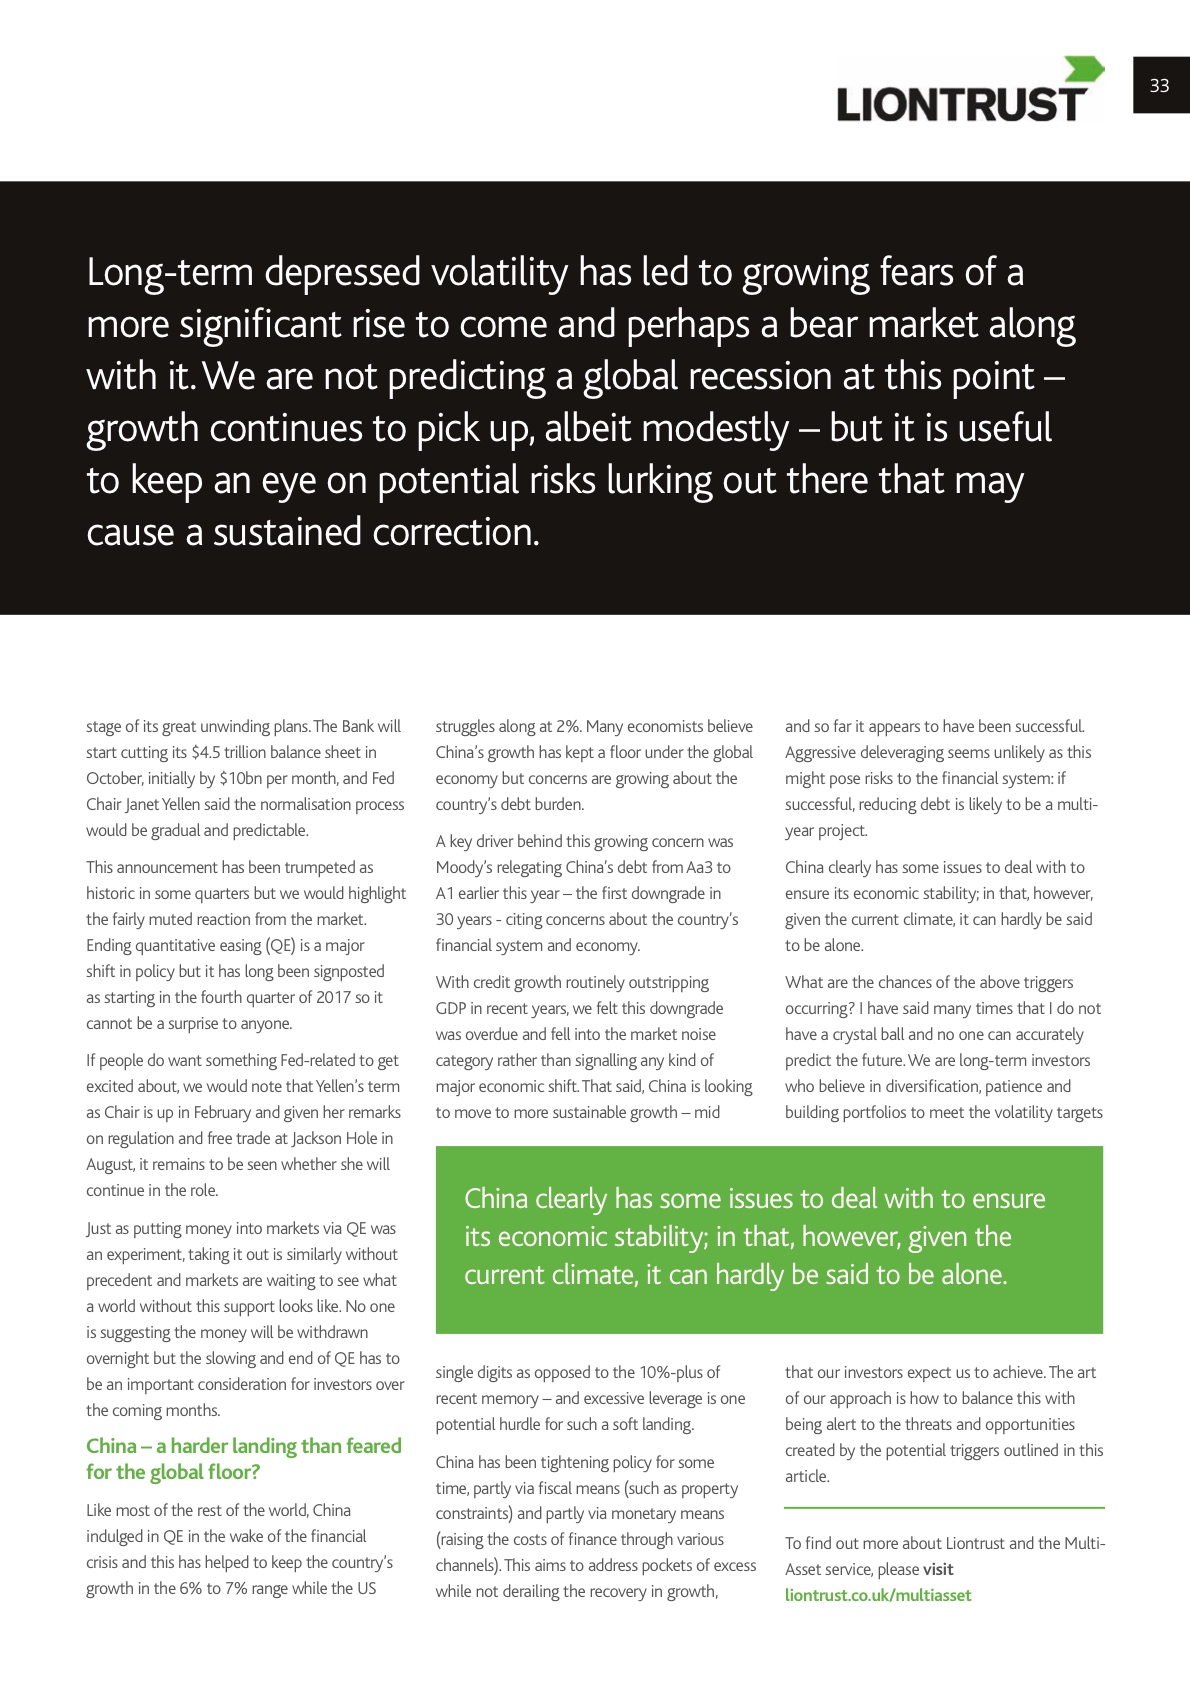 LIONTRUST
33
Long-term depressed volatility has led to growing fears of a
more significant rise to come and perhaps a bear market along
with it. We are not predicting a global recession at this point –
growth continues to pick up, albeit modestly – but it is useful
to keep an eye on potential risks lurking out there that may
cause a sustained correction.
stage of its great unwinding plans. The Bank will
start cutting its $4.5 trillion balance sheet in
October, initially by $10bn per month, and Fed
Chair Janet Yellen said the normalisation process
would be gradual and predictable.
This announcement has been trumpeted as
historic in some quarters but we would highlight
the fairly muted reaction from the market.
Ending quantitative easing (QE) is a major
shift in policy but it has long been signposted
as starting in the fourth quarter of 2017 so it
cannot be a surprise to anyone.
If people do want something Fed-related to get
excited about, we would note that Yellen's term
as Chair is up in February and given her remarks
on regulation and free trade at Jackson Hole in
August, it remains to be seen whether she will
continue in the role.
Just as putting money into markets via QE was
an experiment, taking it out is similarly without
precedent and markets are waiting to see what
a world without this support looks like. No one
is suggesting the money will be withdrawn
overnight but the slowing and end of QE has to
be an important consideration for investors over
the coming months.
China – a harder landing than feared
for the global floor?
Like most of the rest of the world, China
indulged in QE in the wake of the financial
crisis and this has helped to keep the country's
growth in the 6% to 7% range while the US
struggles along at 2%. Many economists believe
China's growth has kept a floor under the global
economy but concerns are growing about the
country's debt burden.
A key driver behind this growing concern was
Moody's relegating China's debt from Aa3 to
A1 earlier this year – the first downgrade in
30 years - citing concerns about the country's
financial system and economy.
With credit growth routinely outstripping
GDP in recent years, we felt this downgrade
was overdue and fell into the market noise
category rather than signalling any kind of
major economic shift. That said, China is looking
to move to more sustainable growth – mid
single digits as opposed to the 10%-plus of
recent memory – and excessive leverage is one
potential hurdle for such a soft landing.
China has been tightening policy for some
time, partly via fiscal means (such as property
constraints) and partly via monetary means
(raising the costs of finance through various
channels). This aims to address pockets of excess
while not derailing the recovery in growth,
and so far it appears to have been successful.
Aggressive deleveraging seems unlikely as this
might pose risks to the financial system: if
successful, reducing debt is likely to be a multi-
year project.
China clearly has some issues to deal with to
ensure its economic stability; in that, however,
given the current climate, it can hardly be said
to be alone.
What are the chances of the above triggers
occurring? I have said many times that I do not
have a crystal ball and no one can accurately
predict the future. We are long-term investors
who believe in diversification, patience and
building portfolios to meet the volatility targets
China clearly has some issues to deal with to ensure
its economic stability; in that, however, given the
current climate, it can hardly be said to be alone.
that our investors expect us to achieve. The art
of our approach is how to balance this with
being alert to the threats and opportunities
created by the potential triggers outlined in this
article.
To find out more about Liontrust and the Multi-
Asset service, please visit
liontrust.co.uk/multiasset